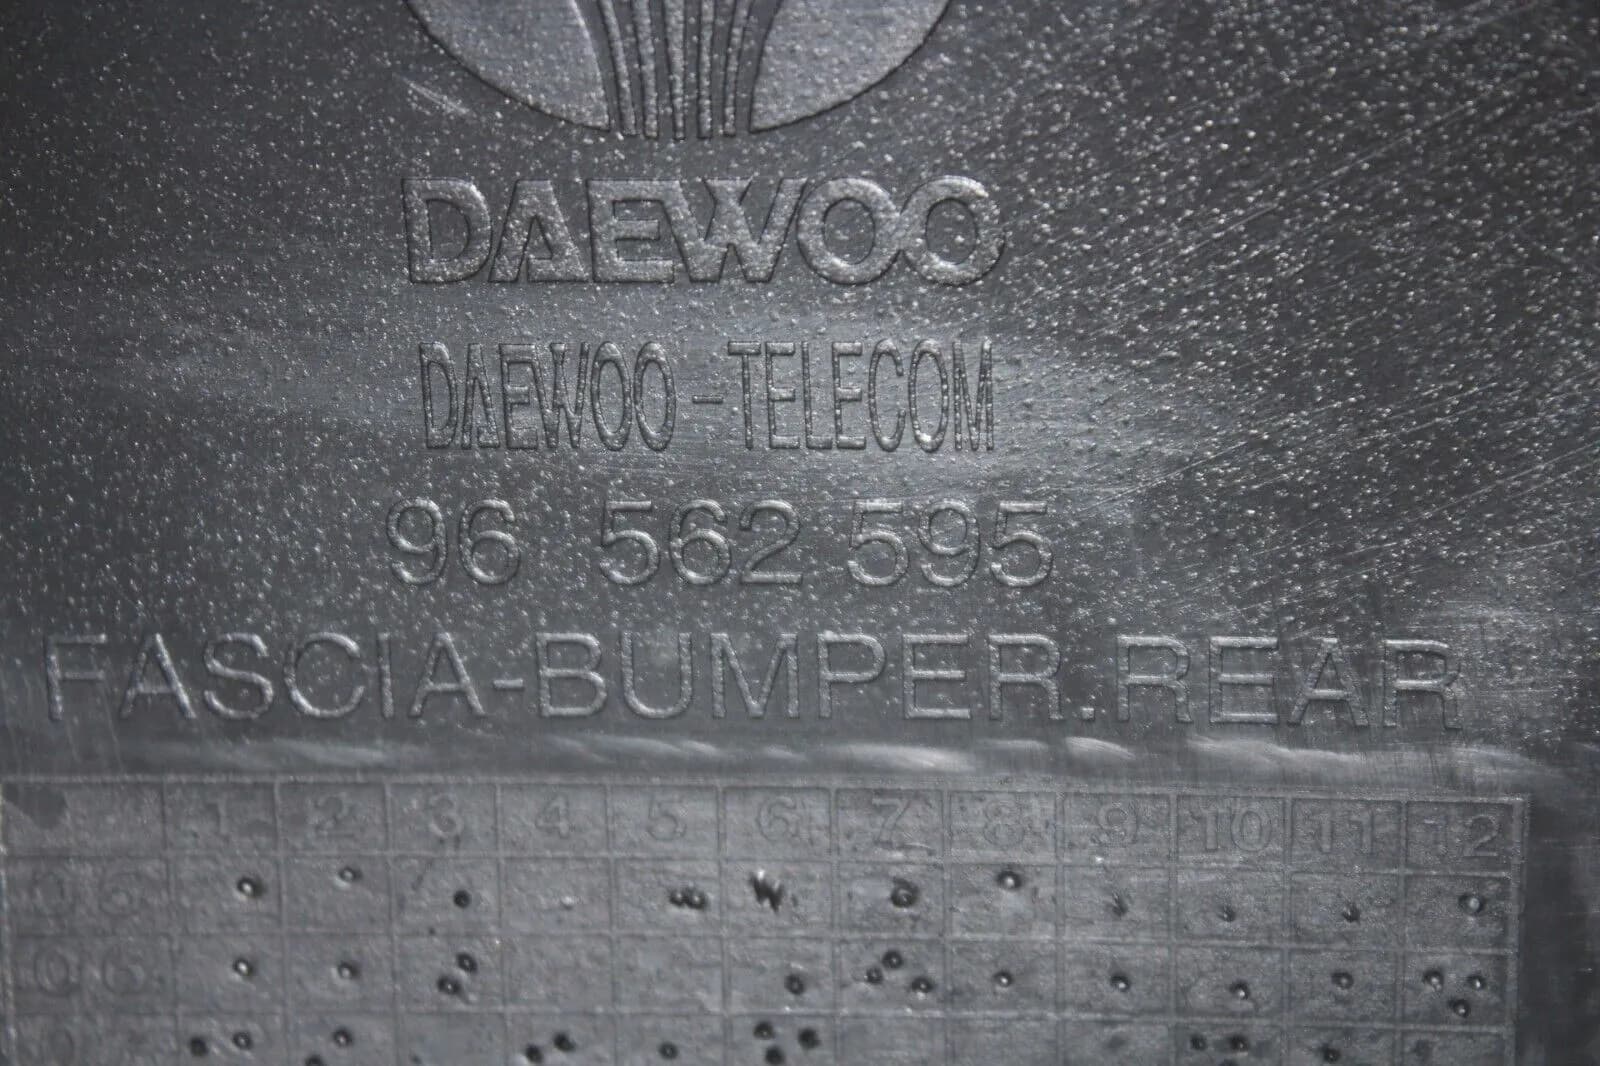 DAEWOO
DAEWOO-TELECOM
96 562 595
FASCIA-BUMPER.REAR
1 2 3 4 5 6 7 8 9 10 11 12
06